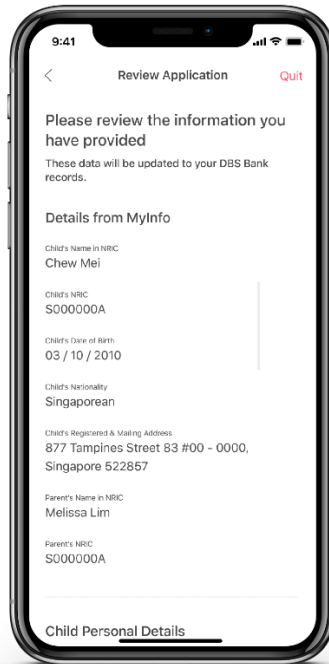 9:41
Review Application
Quit
Please review the information you
have provided
These data will be updated to your DBS Bank
records.
Details from MyInfo
Child's Name in NRIC
Chew Mei
Child's NRIC
S000000A
Child's Date of Birth
03 / 10 / 2010
Child's Nationality
Singaporean
Child's Registered & Mailing Address
877 Tampines Street 83 #00 - 0000,
Singapore 522857
Parent's Name in NRIC
Melissa Lim
Parent's NRIC
S000000A
Child Personal Details